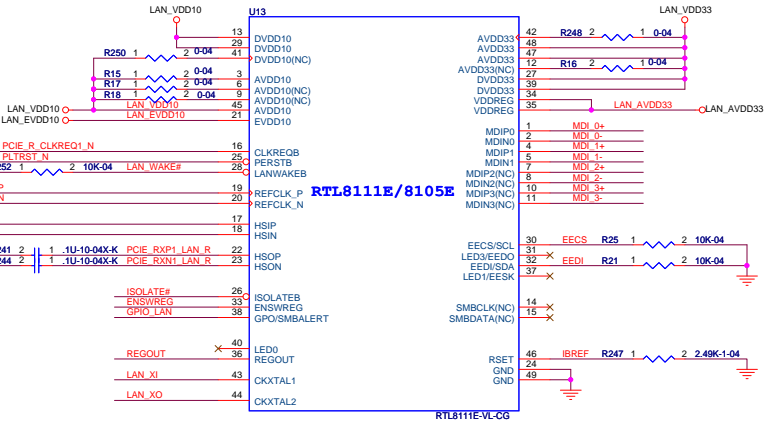 LAN_VDD10
U13
LAN_VDD33
13 DVDD10
29 DVDD10
R250 1 2 0-04 41 DVDD10(NC)
R15 1 2 0-04 3 AVDD10
R17 1 2 0-04 6 AVDD10(NC)
R18 1 2 0-04 9 AVDD10(NC)
LAN_VDD10 LAN_VDD10 45 AVDD10
LAN_EVDD10 LAN_EVDD10 21 EVDD10
PCIE_R_CLKREQ1_N 16 CLKREQB
PLTRST_N 25 PERSTB
252 1 2 10K-04 LAN_WAKE# 28 LANWAKEB
P 19 REFCLK_P
N 20 REFCLK_N
17 HSIP
18 HSIN
241 2 1 .1U-10-04X-K PCIE_RXP1_LAN_R 22 HSOP
244 2 1 .1U-10-04X-K PCIE_RXN1_LAN_R 23 HSON
ISOLATE# 26 ISOLATEB
ENSWREG 33 ENSWREG
GPIO_LAN 38 GPO/SMBALERT
40 LED0
REGOUT 36 REGOUT
LAN_XI 43 CKXTAL1
LAN_XO 44 CKXTAL2
RTL8111E/8105E
AVDD33 42 R248 2 1 0-04
AVDD33 48
AVDD33 47
AVDD33(NC) 12 R16 2 1 0-04
DVDD33 27
DVDD33 39
VDDREG 34
VDDREG 35 LAN_AVDD33 LAN_AVDD33
MDIP0 1 MDI_0+
MDIN0 2 MDI_0-
MDIP1 4 MDI_1+
MDIN1 5 MDI_1-
MDIP2(NC) 7 MDI_2+
MDIN2(NC) 8 MDI_2-
MDIP3(NC) 10 MDI_3+
MDIN3(NC) 11 MDI_3-
EECS/SCL 30 EECS R25 1 2 10K-04
LED3/EEDO 31
EEDI/SDA 32 EEDI R21 1 2 10K-04
LED1/EESK 37
SMBCLK(NC) 14
SMBDATA(NC) 15
RSET 46 IBREF R247 1 2 2.49K-1-04
GND 24
GND 49
RTL8111E-VL-CG